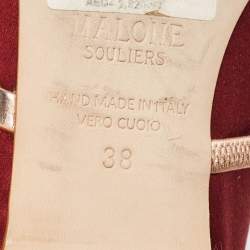 MALONE
SOULIERS
HAND MADE IN ITALY
VERO CUOIO
38